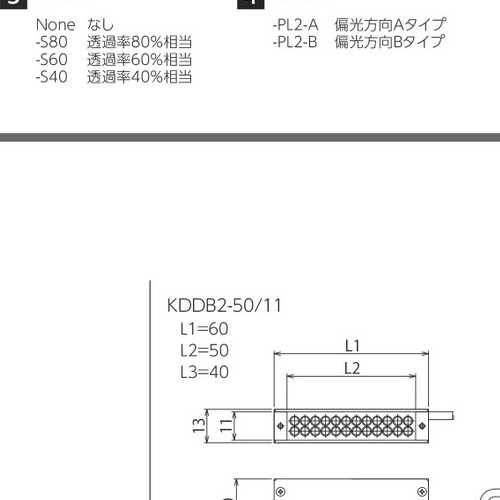 None なし
-S80 透過率80%相当
-S60 透過率60%相当
-S40 透過率40%相当
-PL2-A 偏光方向Aタイプ
-PL2-B 偏光方向Bタイプ
KDDB2-50/11
L1=60
L2=50
L3=40
L1
L2
13
11